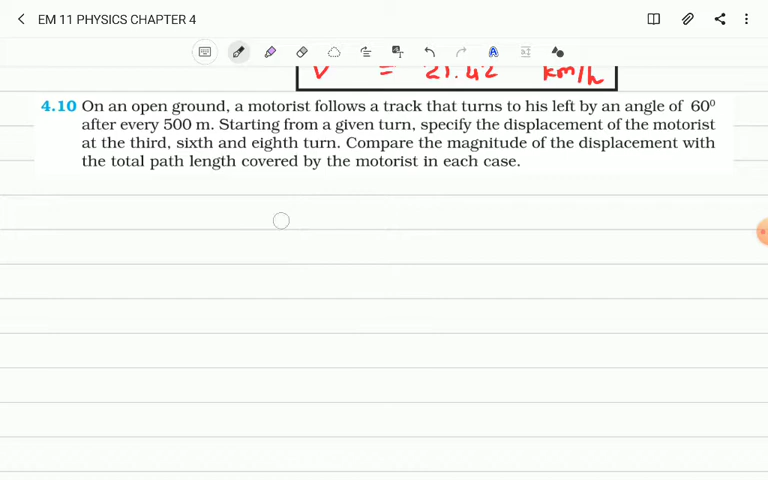 EM 11 PHYSICS CHAPTER 4
V = 21.42 km/h
4.10 On an open ground, a motorist follows a track that turns to his left by an angle of 60⁰
after every 500 m. Starting from a given turn, specify the displacement of the motorist
at the third, sixth and eighth turn. Compare the magnitude of the displacement with
the total path length covered by the motorist in each case.